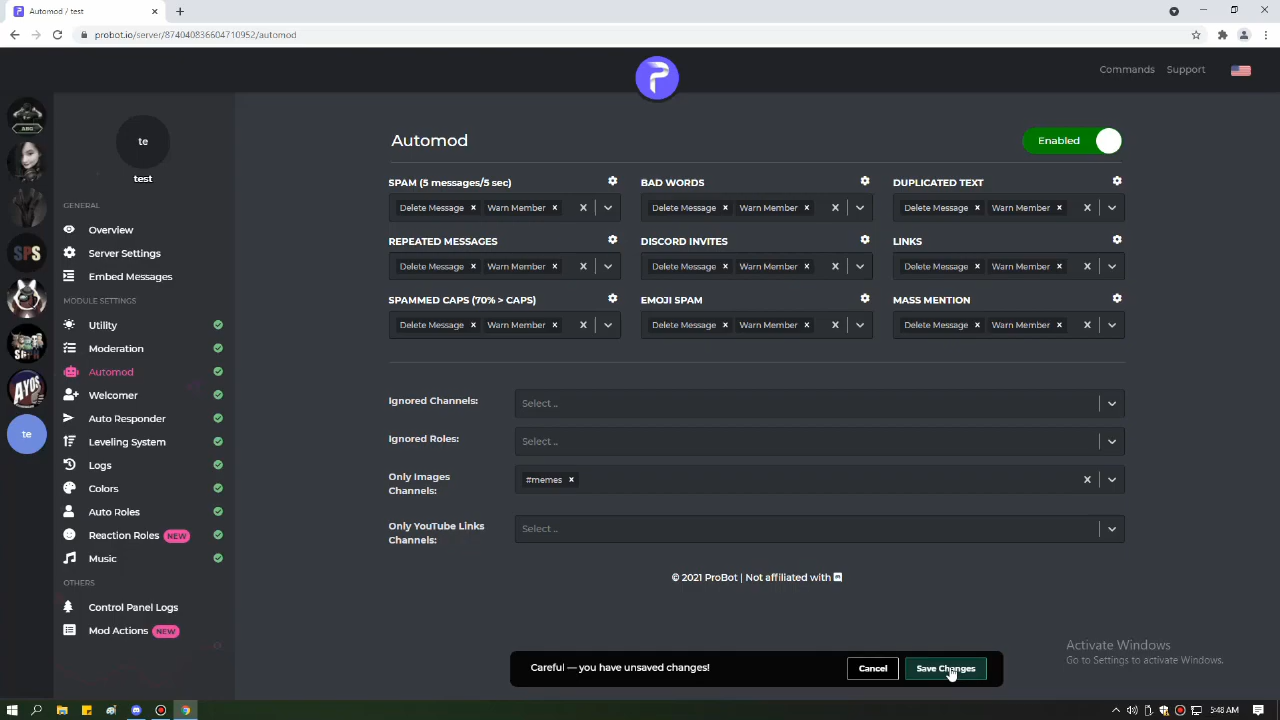 Automod / test
probot.io/server/874040836604710952/automod
Commands Support
te
test
GENERAL
Overview
Server Settings
Embed Messages
MODULE SETTINGS
Utility
Moderation
Automod
Welcomer
Auto Responder
Leveling System
Logs
Colors
Auto Roles
Reaction Roles NEW
Music
OTHERS
Control Panel Logs
Mod Actions NEW
ARG
SPS
AYOS
te
Automod
Enabled
SPAM (5 messages/5 sec) BAD WORDS DUPLICATED TEXT
Delete Message Warn Member Delete Message Warn Member Delete Message Warn Member
REPEATED MESSAGES DISCORD INVITES LINKS
Delete Message Warn Member Delete Message Warn Member Delete Message Warn Member
SPAMMED CAPS (70% > CAPS) EMOJI SPAM MASS MENTION
Delete Message Warn Member Delete Message Warn Member Delete Message Warn Member
Ignored Channels: Select ..
Ignored Roles: Select ..
Only Images
Channels: #memes
Only YouTube Links
Channels: Select ..
© 2021 ProBot | Not affiliated with
Careful — you have unsaved changes! Cancel Save Changes
Activate Windows
Go to Settings to activate Windows.
5:48 AM